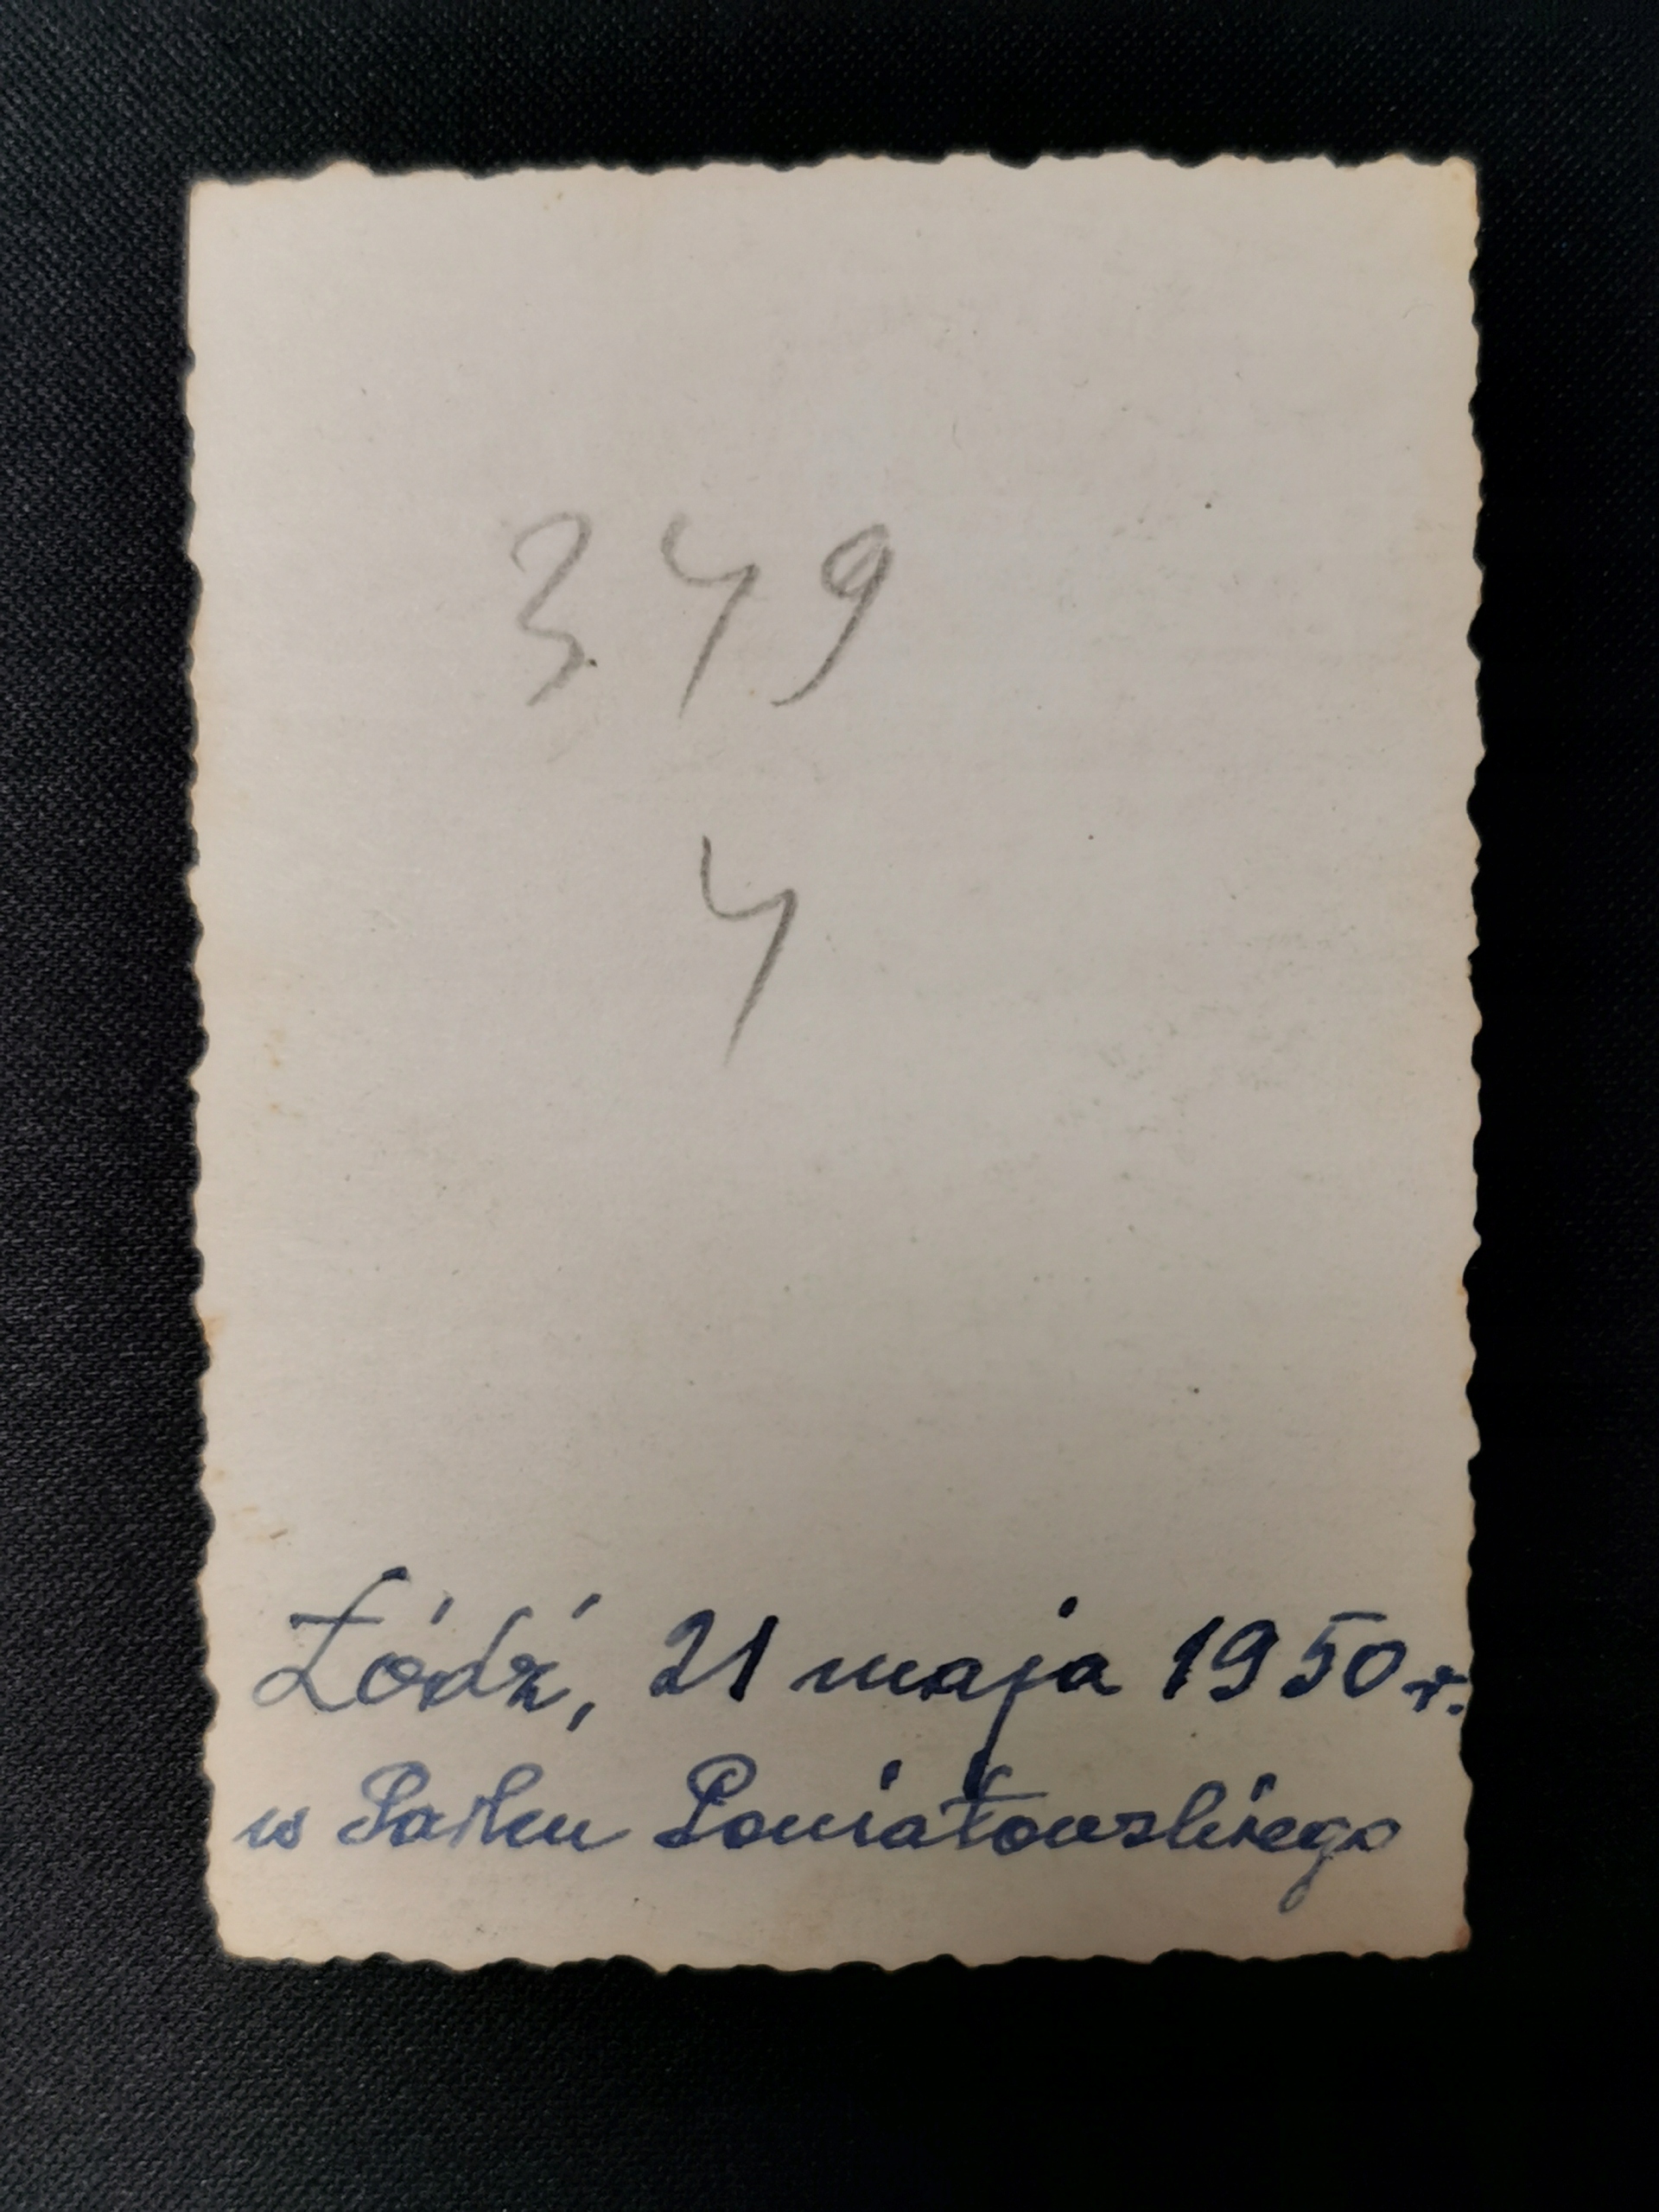 349
4
Łódź, 21 maja 1950 r.
w Parku Poniatowskiego